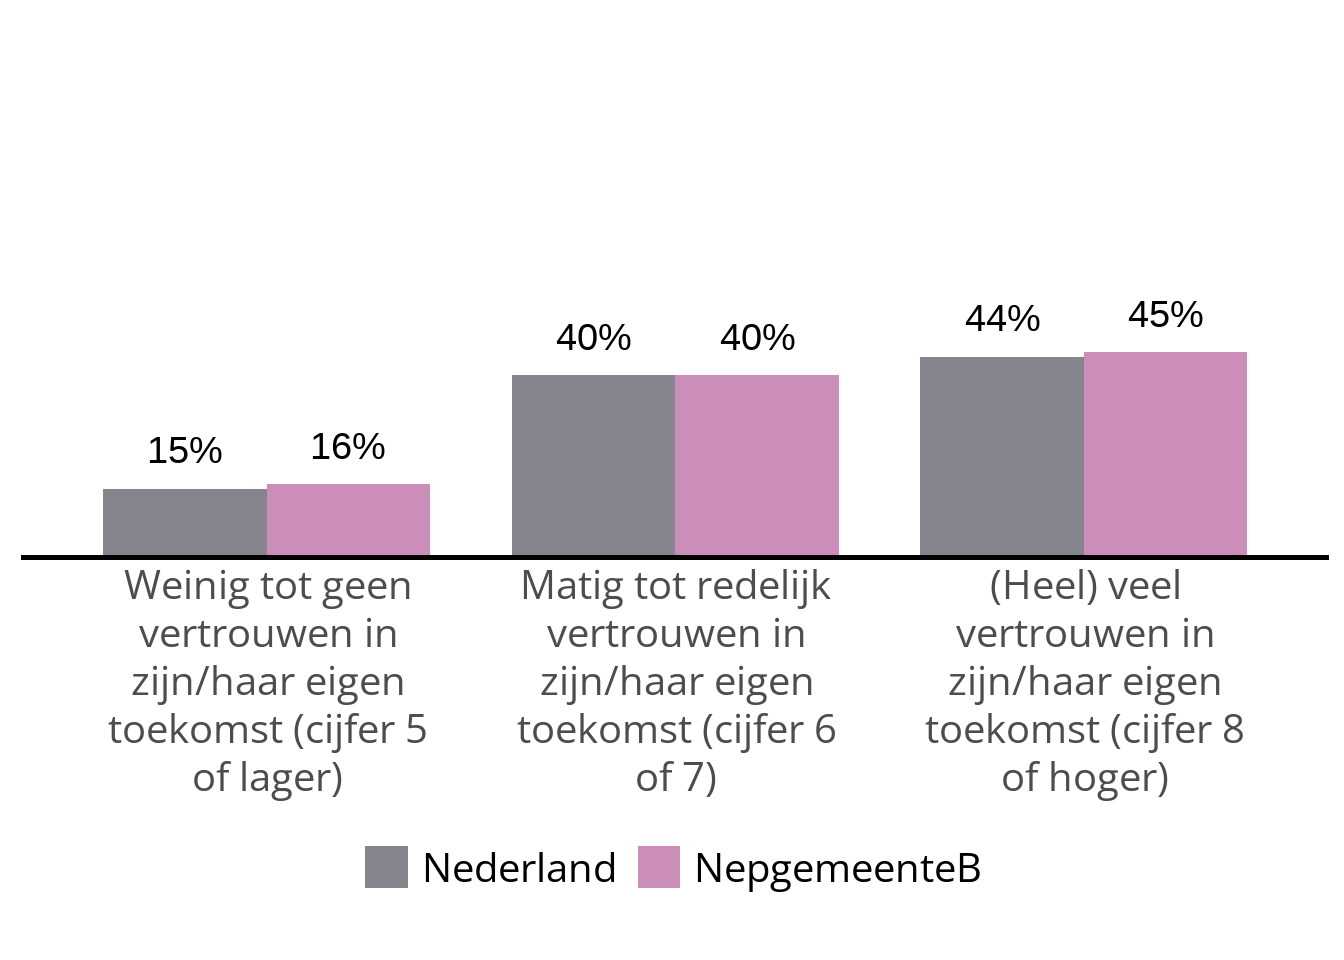 15%
16%
40%
40%
44%
45%
Weinig tot geen
vertrouwen in
zijn/haar eigen
toekomst (cijfer 5
of lager)
Matig tot redelijk
vertrouwen in
zijn/haar eigen
toekomst (cijfer 6
of 7)
(Heel) veel
vertrouwen in
zijn/haar eigen
toekomst (cijfer 8
of hoger)
Nederland
NepgemeenteB